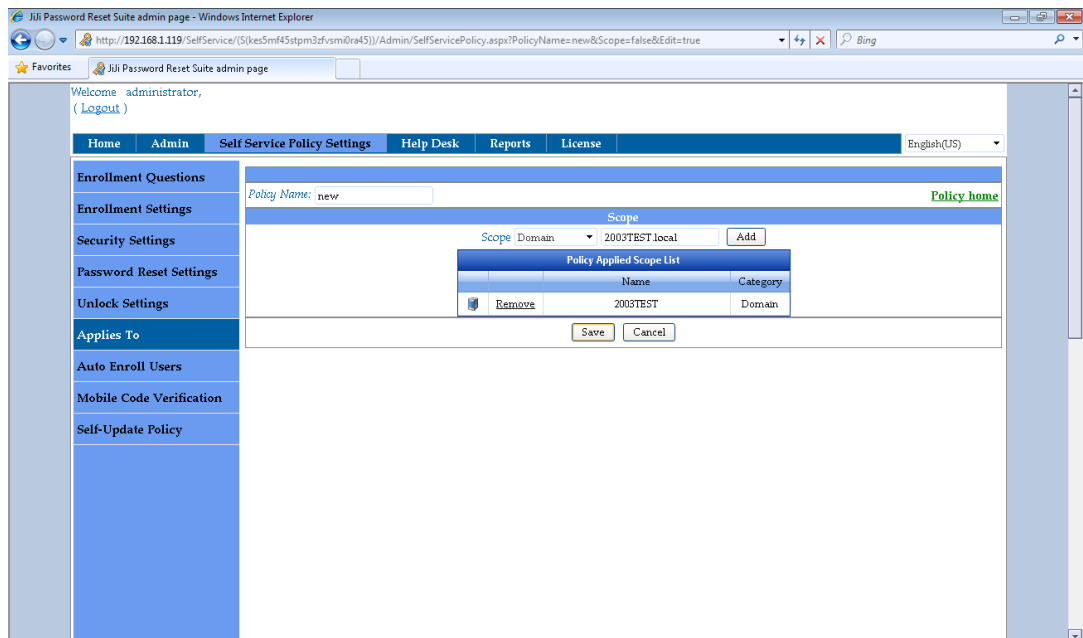 JiJi Password Reset Suite admin page - Windows Internet Explorer
http://192.168.1.119/SelfService/(S(kes5mf45stpm3zfvsmi0ra45))/Admin/SelfServicePolicy.aspx?PolicyName=new&Scope=false&Edit=true
Bing
Favorites
JiJi Password Reset Suite admin page
Welcome administrator,
( Logout )
Home Admin Self Service Policy Settings Help Desk Reports License English(US)
Enrollment Questions
Policy Name: new Policy home
Enrollment Settings
Scope
Security Settings
Scope Domain 2003TEST.local Add
Policy Applied Scope List
Password Reset Settings
Name Category
Unlock Settings
Remove 2003TEST Domain
Applies To
Save Cancel
Auto Enroll Users
Mobile Code Verification
Self-Update Policy